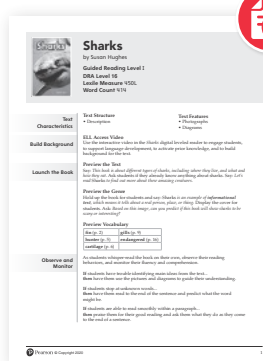 Sharks
Sharks
by Susan Hughes
Guided Reading Level I
DRA Level 16
Lexile Measure 450L
Word Count 474
Text Characteristics
Text Structure
• Description
Text Features
• Photographs
• Diagrams
Build Background
ELL Access Video
Use the interactive video in the Sharks digital leveled reader to engage students,
to support language development, to activate prior knowledge, and to build
background for the text.
Launch the Book
Preview the Text
Say: This book is about different types of sharks, including where they live, and what and
how they eat. Ask students if they already know anything about sharks. Say: Let's
read Sharks to find out more about these amazing creatures.
Preview the Genre
Hold up the book for students and say: Sharks is an example of informational
text, which means it tells about a real person, place, or thing. Display the cover for
students. Ask: Based on this image, can you predict if this book will show sharks to be
scary or interesting?
Preview Vocabulary
fin (p. 2) gills (p. 9)
hunter (p. 5) endangered (p. 16)
cartilage (p. 6)
Observe and Monitor
As students whisper-read the book on their own, observe their reading
behaviors, and monitor their fluency and comprehension.
If students have trouble identifying main ideas from the text...
then have them use the pictures and diagrams to guide their understanding.
If students stop at unknown words...
then have them read to the end of the sentence and predict what the word
might be.
If students are able to read smoothly within a paragraph...
then praise them for their good reading and ask them what they do as they come
to the end of a sentence.
Pearson © Copyright 2020